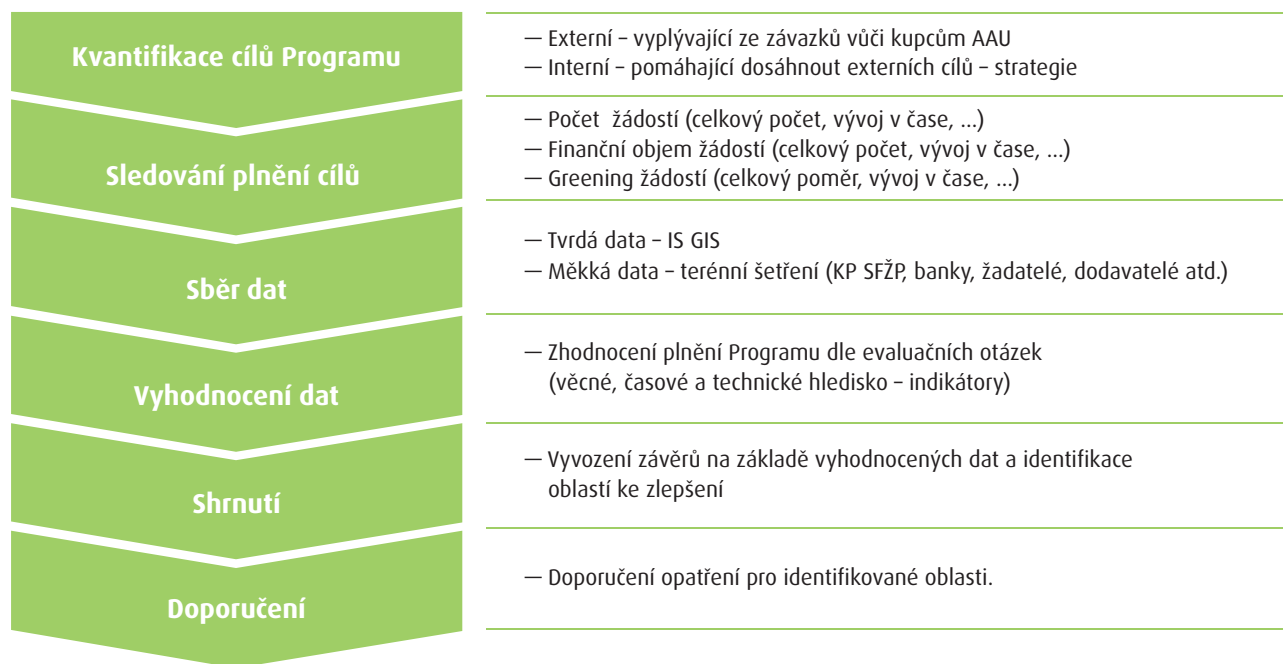 Kvantifikace cílů Programu
— Externí – vyplývající ze závazků vůči kupcům AAU
— Interní – pomáhající dosáhnout externích cílů – strategie
Sledování plnění cílů
— Počet žádostí (celkový počet, vývoj v čase, ...)
— Finanční objem žádostí (celkový počet, vývoj v čase, ...)
— Greening žádostí (celkový poměr, vývoj v čase, ...)
Sběr dat
— Tvrdá data – IS GIS
— Měkká data – terénní šetření (KP SFŽP, banky, žadatelé, dodavatelé atd.)
Vyhodnocení dat
— Zhodnocení plnění Programu dle evaluačních otázek
(věcné, časové a technické hledisko – indikátory)
Shrnutí
— Vyvození závěrů na základě vyhodnocených dat a identifikace
oblastí ke zlepšení
Doporučení
— Doporučení opatření pro identifikované oblasti.